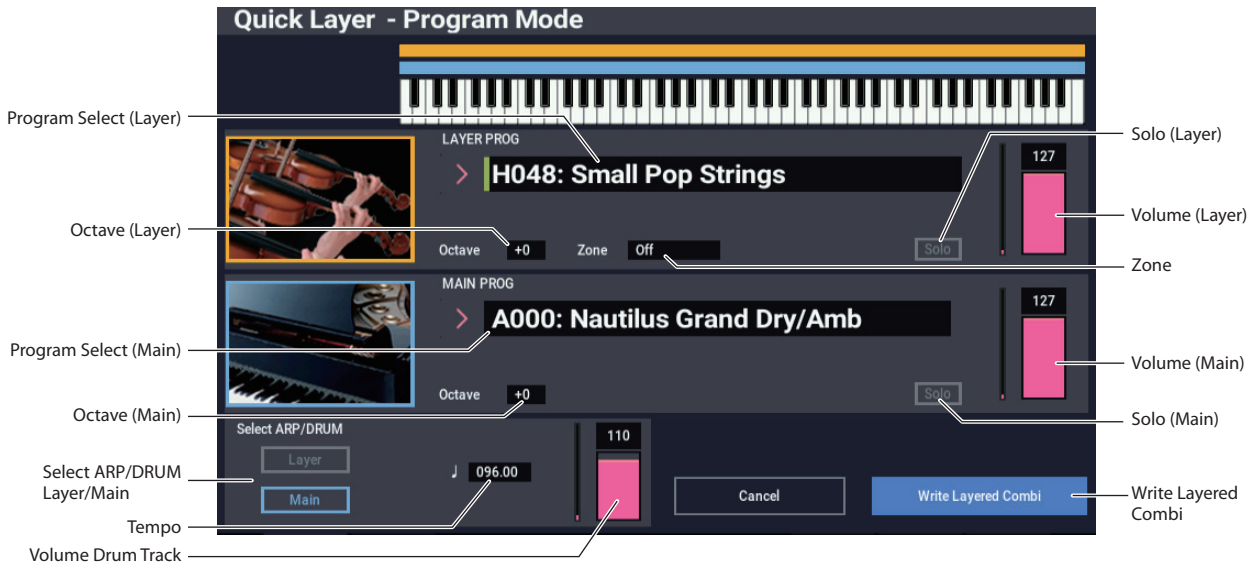 Quick Layer - Program Mode
Program Select (Layer)
LAYER PROG
H048: Small Pop Strings
127
Solo (Layer)
Volume (Layer)
Octave (Layer)
Octave +0 Zone Off Solo
Zone
MAIN PROG
A000: Nautilus Grand Dry/Amb
127
Program Select (Main)
Volume (Main)
Octave +0 Solo
Octave (Main)
Solo (Main)
Select ARP/DRUM
Layer
Main
♩ 096.00
110
Cancel
Write Layered Combi
Select ARP/DRUM
Layer/Main
Write Layered
Combi
Tempo
Volume Drum Track